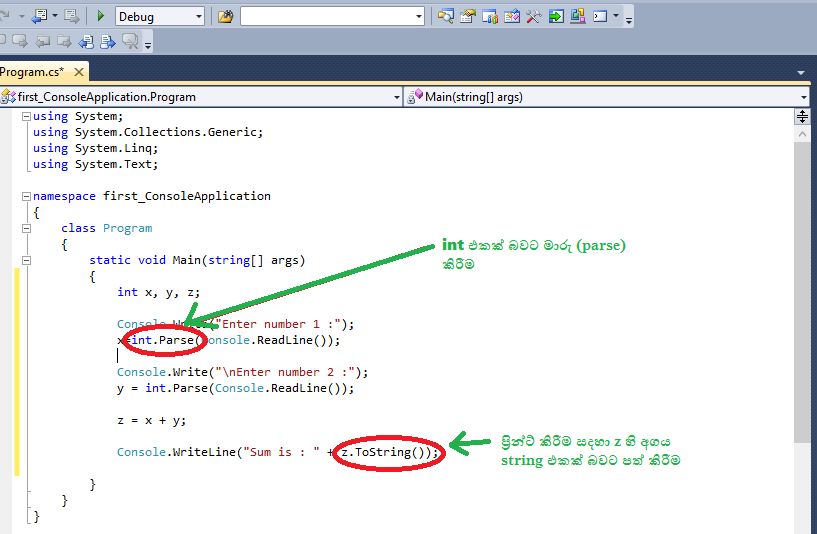 Debug
Program.cs*
first_ConsoleApplication.Program
Main(string[] args)
using System;
using System.Collections.Generic;
using System.Linq;
using System.Text;
namespace first_ConsoleApplication
{
class Program
{
static void Main(string[] args)
{
int x, y, z;
Console.Write("Enter number 1 :");
x=int.Parse(Console.ReadLine());
Console.Write("\nEnter number 2 :");
y = int.Parse(Console.ReadLine());
z = x + y;
Console.WriteLine("Sum is : " + z.ToString());
}
}
}
int එකක් බවට මාරු (parse)
කිරීම
ප්‍රින්ට් කිරීම සදහා z හි අගය
string එකක් බවට පත් කිරීම